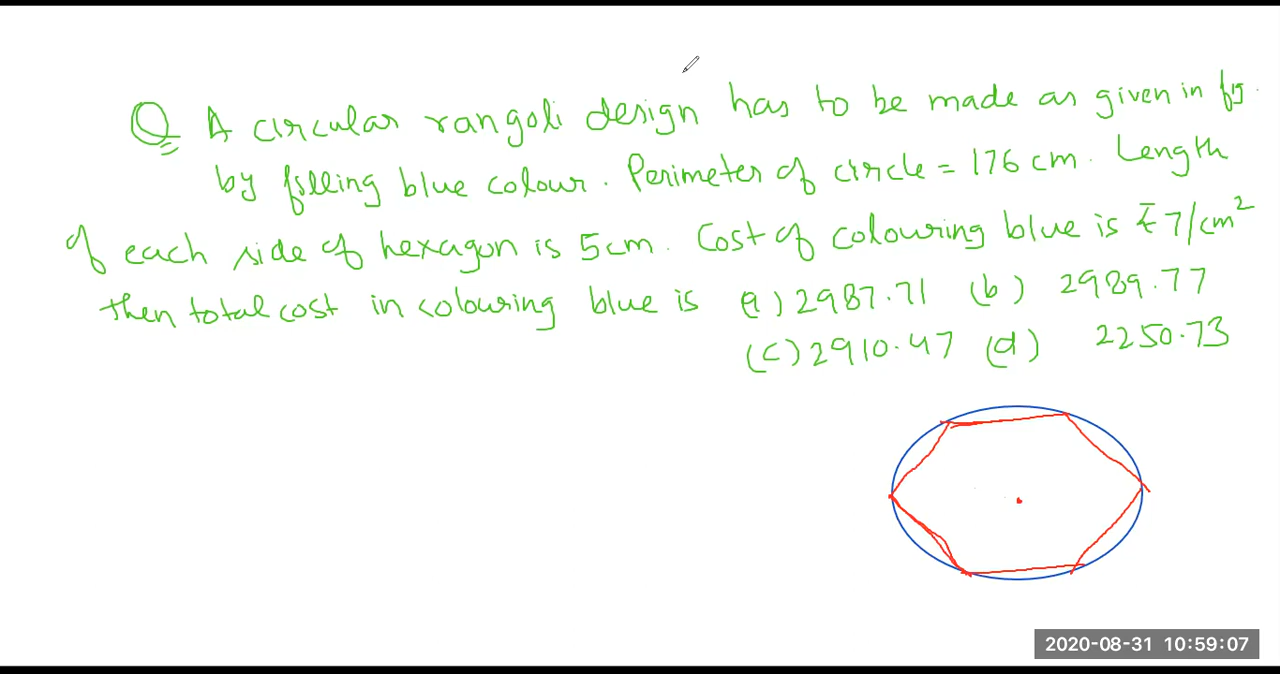 Q A circular rangoli design has to be made as given in fig.
by filling blue colour. Perimeter of circle = 176 cm. Length
of each side of hexagon is 5cm. Cost of colouring blue is ₹7/cm²
then total cost in colouring blue is (a) 2987.71 (b) 2989.77
(c) 2910.47 (d) 2250.73
2020-08-31 10:59:07